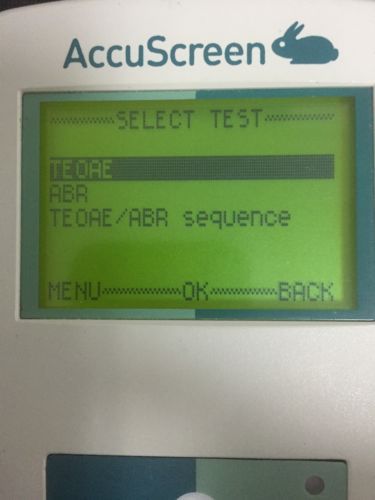 AccuScreen
SELECT TEST
TEOAE
ABR
TEOAE/ABR sequence
MENU OK BACK